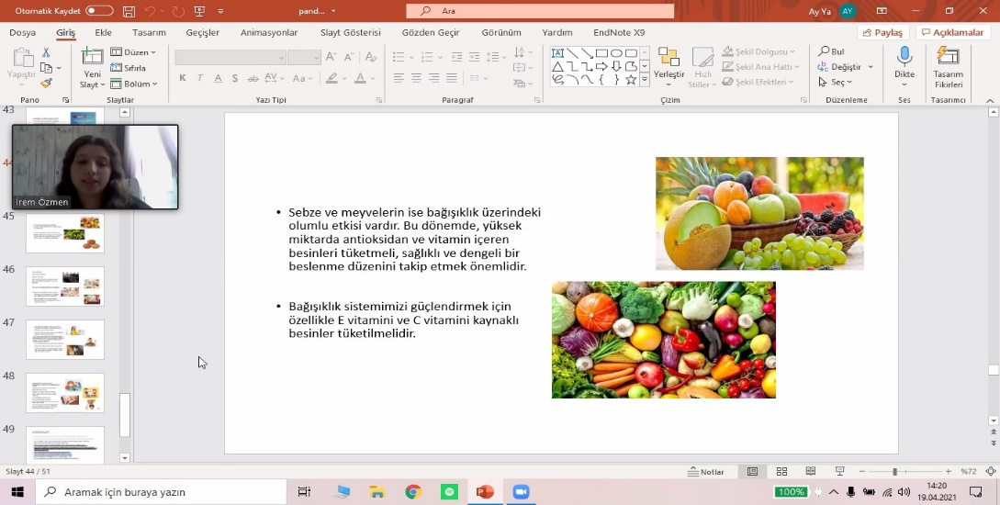 Otomatik Kaydet
pand...
Ara
Ay Ya
AY
Dosya
Giriş
Ekle
Tasarım
Geçişler
Animasyonlar
Slayt Gösterisi
Gözden Geçir
Görünüm
Yardım
EndNote X9
Paylaş
Açıklamalar
Yapıştır
Yeni
Slayt
Düzen
Sıfırla
Bölüm
K T A S ab AV Aa
Yerleştir
Hızlı
Stiller
Şekil Dolgusu
Şekil Ana Hattı
Şekil Efektleri
Bul
Değiştir
Seç
Dikte
Tasarım
Fikirleri
Pano
Slaytlar
Yazı Tipi
Paragraf
Çizim
Düzenleme
Ses
Tasarımcı
43
İrem Özmen
45
46
47
48
49
• Sebze ve meyvelerin ise bağışıklık üzerindeki
olumlu etkisi vardır. Bu dönemde, yüksek
miktarda antioksidan ve vitamin içeren
besinleri tüketmeli, sağlıklı ve dengeli bir
beslenme düzenini takip etmek önemlidir.
• Bağışıklık sistemimizi güçlendirmek için
özellikle E vitamini ve C vitamini kaynaklı
besinler tüketilmelidir.
Slayt 44 / 51
Notlar
%72
Aramak için buraya yazın
100%
14:20
19.04.2021